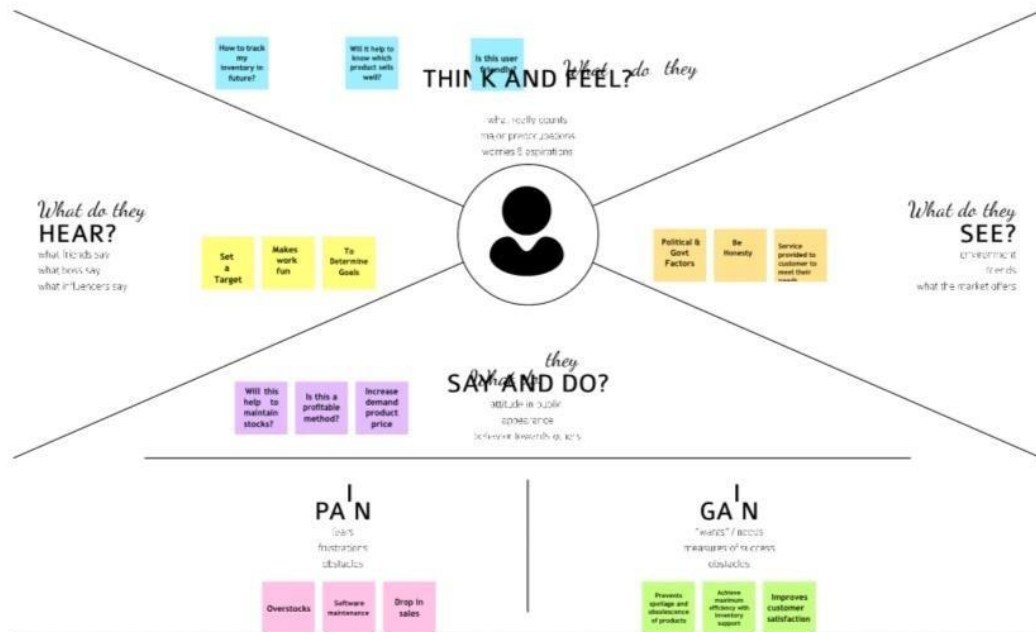 How to track
my
inventory in
future?
Will it help to
know which
product sells
well?
Is this user
friendly?
What do they
THINK AND FEEL?
what really counts
major preoccupations
worries & aspirations
What do they
HEAR?
what friends say
what boss say
what influencers say
Set
a
Target
Makes
work
fun
To
Determine
Goals
Political &
Govt
Factors
Be
Honesty
Service
provided to
customer to
meet their
needs
What do they
SEE?
environment
friends
what the market offers
What do they
SAY AND DO?
attitude in public
appearance
behavior towards others
Will this
help to
maintain
stocks?
Is this a
profitable
method?
Increase
demand
product
price
PAIN
fears
frustrations
obstacles
Overstocks
Software
maintenance
Drop in
sales
GAIN
"wants" / needs
measures of success
obstacles
Prevents
spoilage and
obsolescence
of products
Achieve
maximum
efficiency with
inventory
support
Improves
customer
satisfaction